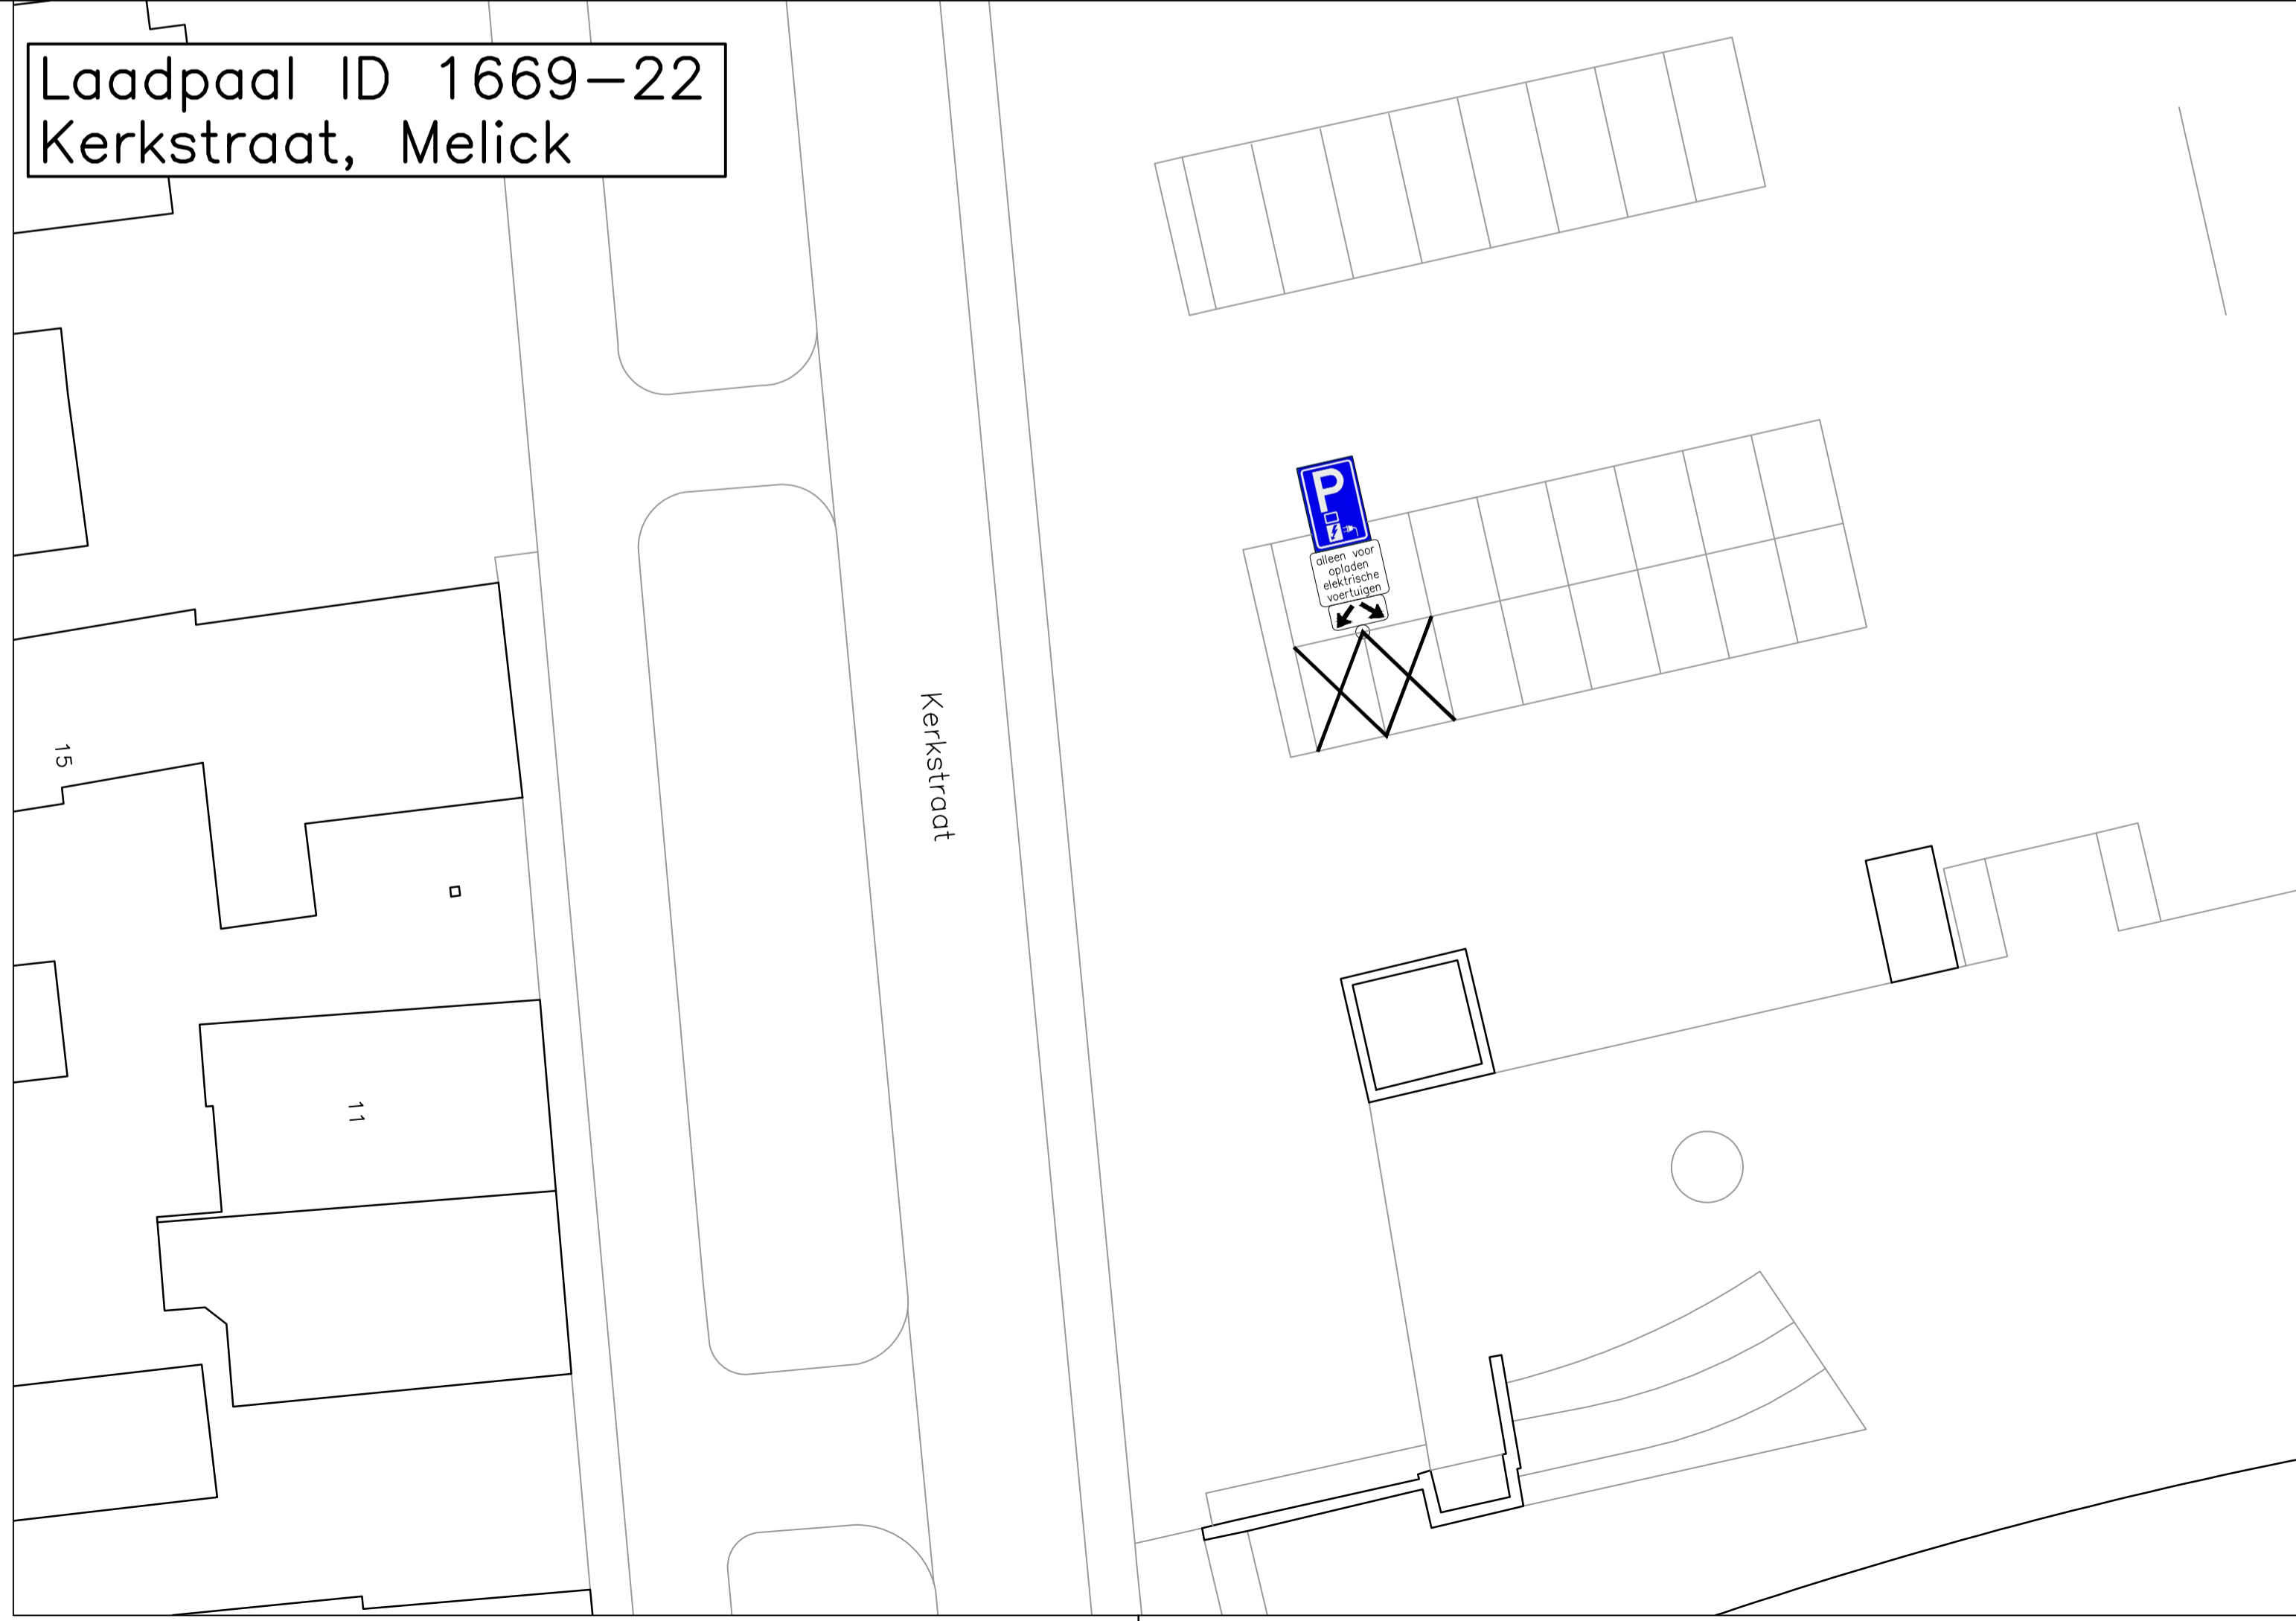 Laadpaal ID 1669-22
Kerkstraat, Melick
P
alleen voor
opladen
elektrische
voertuigen
Kerkstraat
15
11